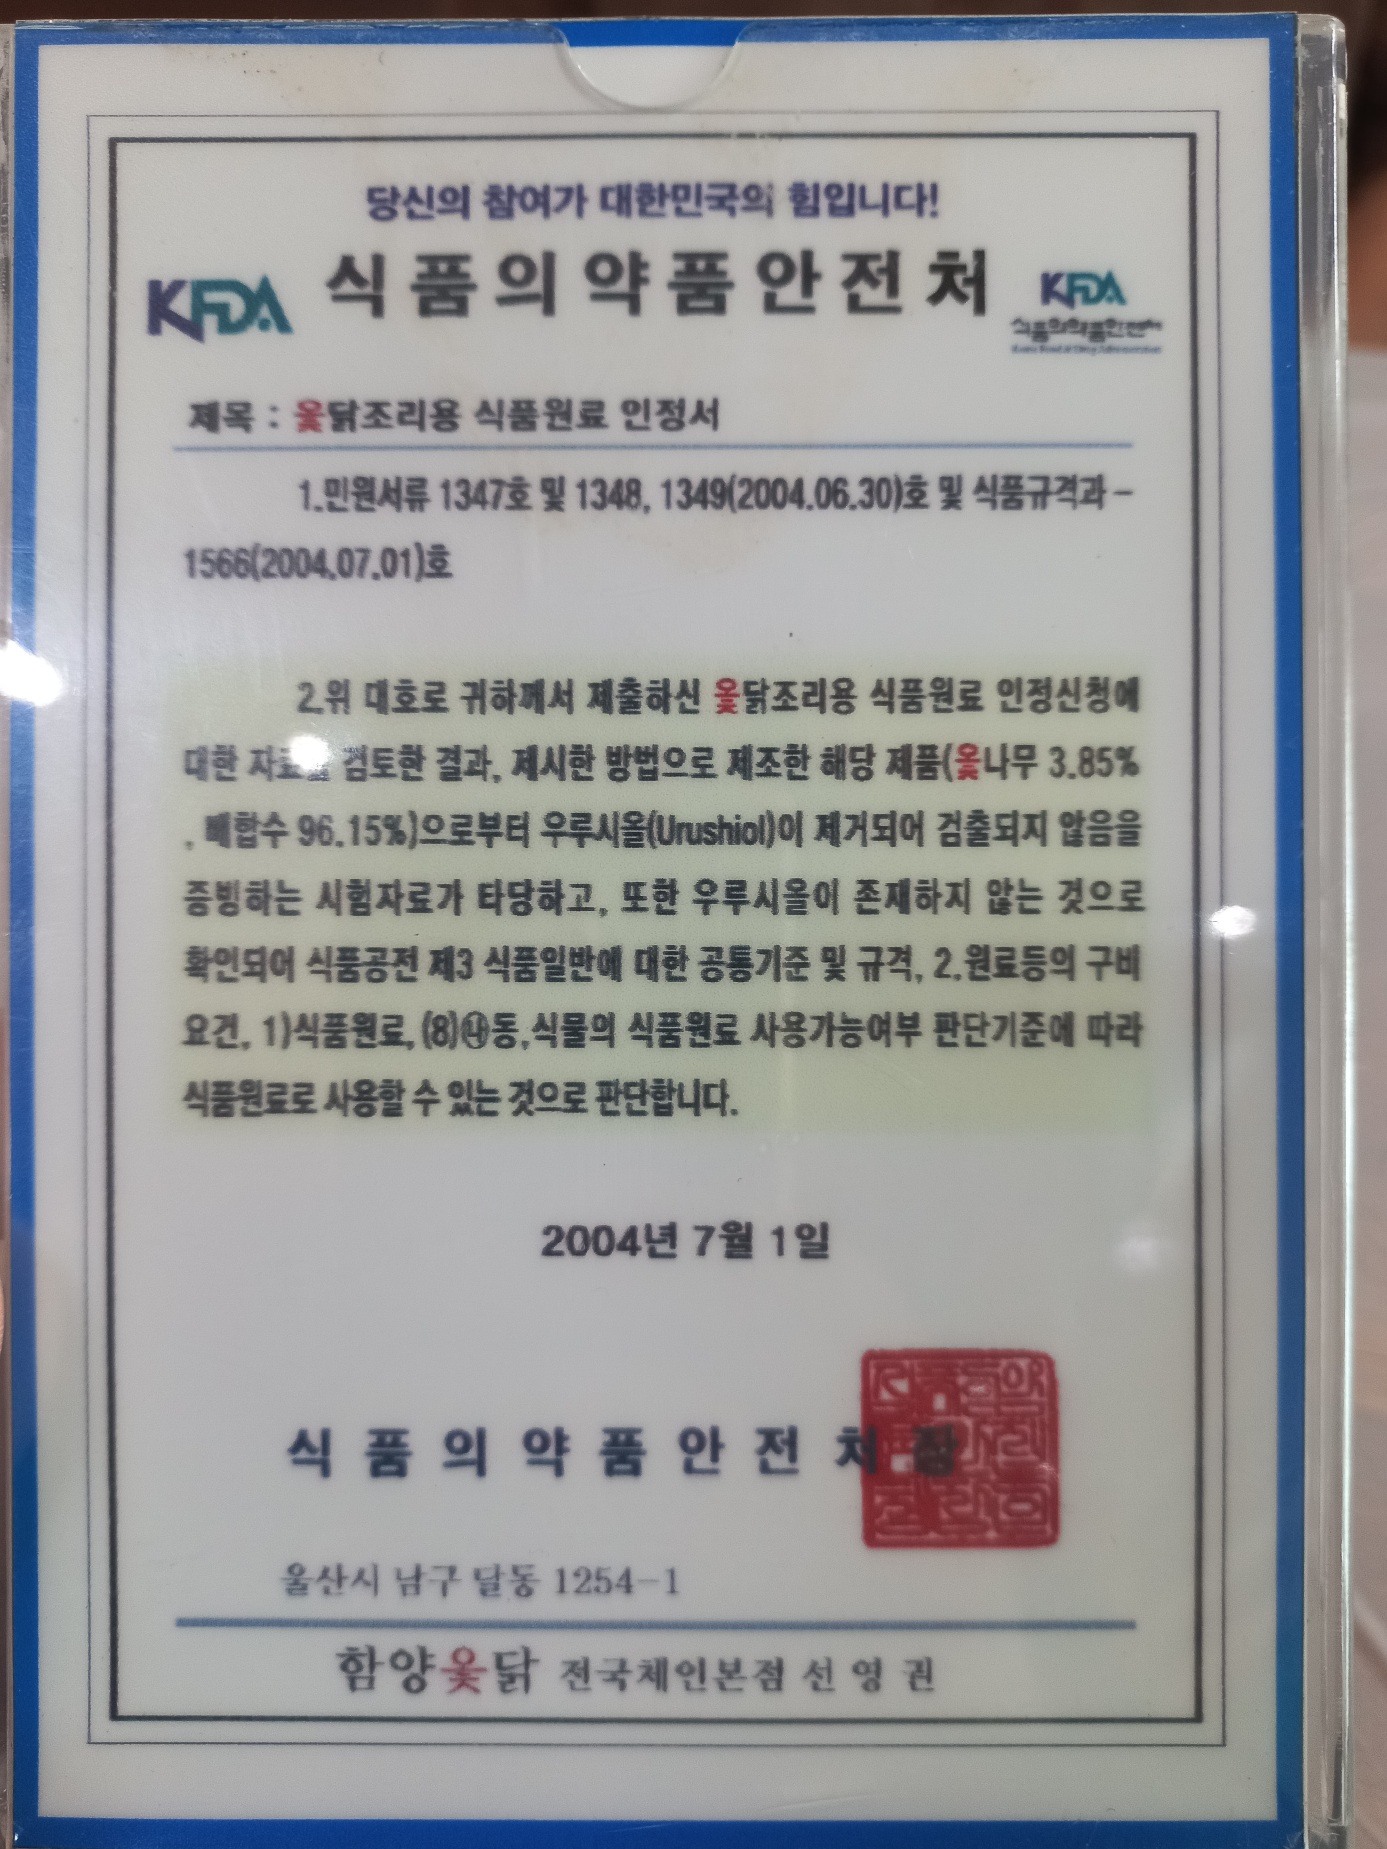 당신의 참여가 대한민국의 힘입니다!
KFDA 식품의약품안전처 KFDA
식품의약품안전처
제목 : 옻닭조리용 식품원료 인정서
1.민원서류 1347호 및 1348, 1349(2004.06.30)호 및 식품규격과 -
1566(2004.07.01)호
2.위 대호로 귀하께서 제출하신 옻닭조리용 식품원료 인정신청에
대한 자료를 검토한 결과, 제시한 방법으로 제조한 해당 제품(옻나무 3.85%
, 배합수 96.15%)으로부터 우루시올(Urushiol)이 제거되어 검출되지 않음을
증빙하는 시험자료가 타당하고, 또한 우루시올이 존재하지 않는 것으로
확인되어 식품공전 제3 식품일반에 대한 공통기준 및 규격, 2.원료등의 구비
요건, 1)식품원료, (8)㉯동,식물의 식품원료 사용가능여부 판단기준에 따라
식품원료로 사용할 수 있는 것으로 판단합니다.
2004년 7월 1일
식품의약품안전처장
울산시 남구 달동 1254-1
함양옻닭 전국체인본점 선영권